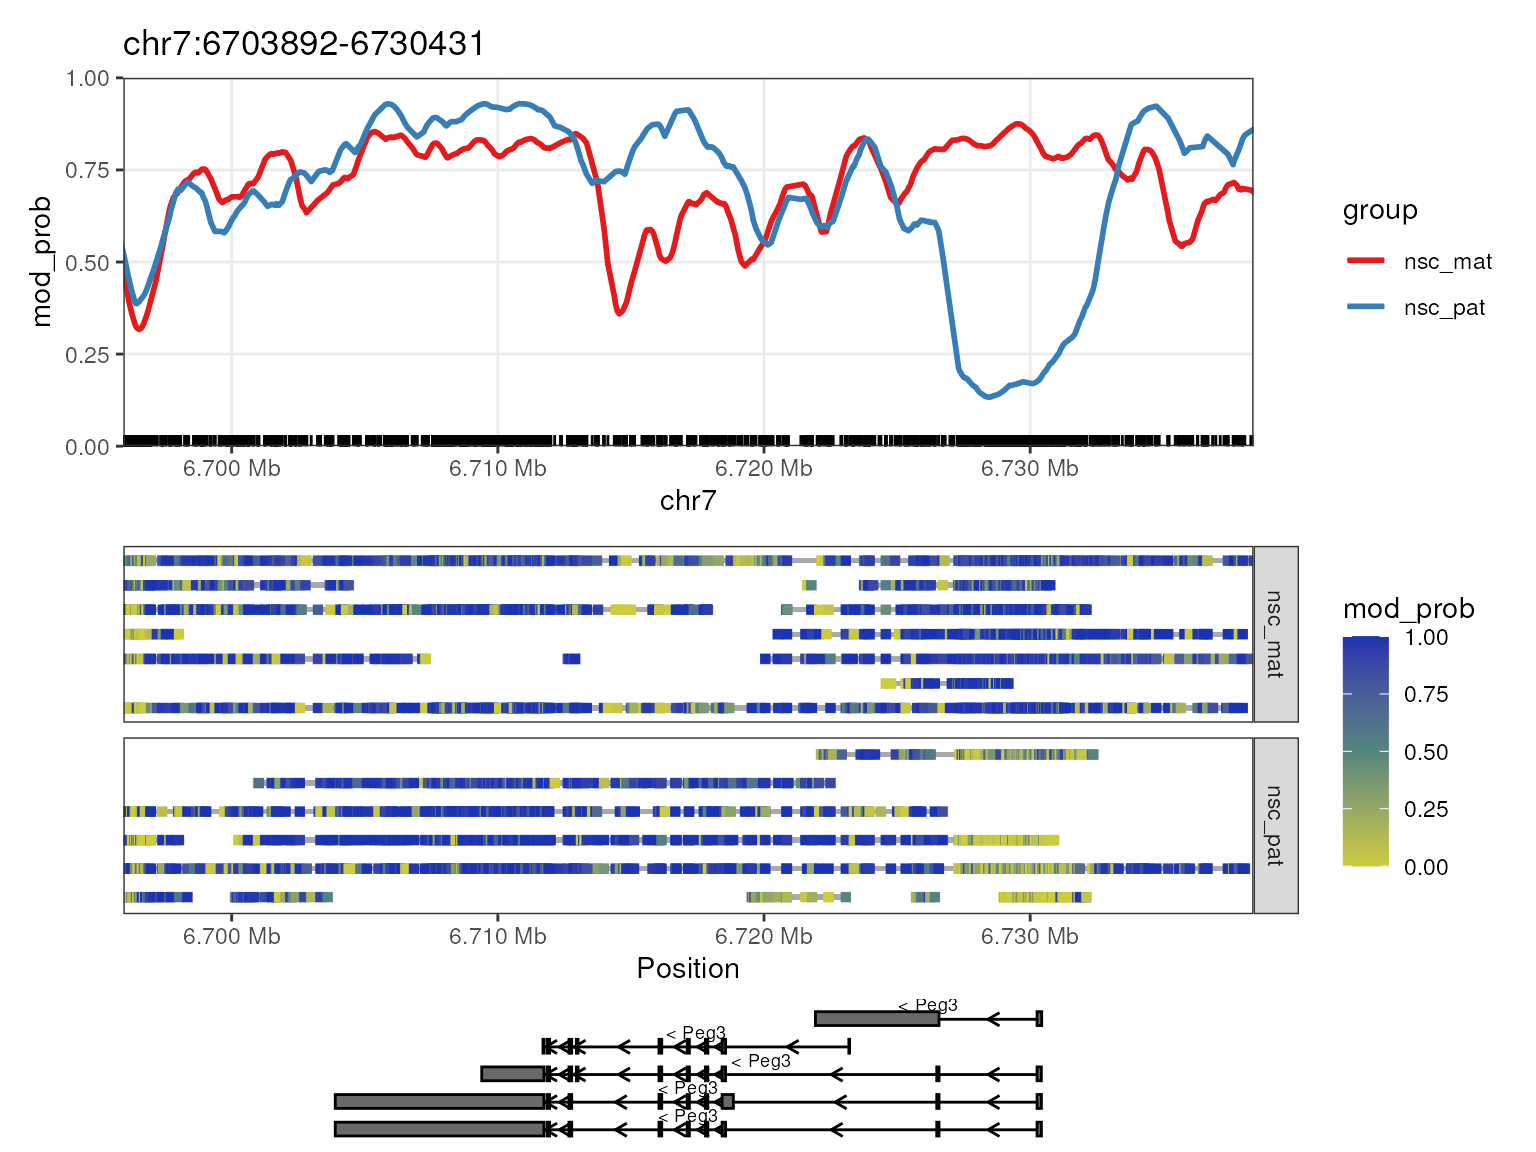 chr7:6703892-6730431
1.00
0.75
0.50
0.25
0.00
mod_prob
6.700 Mb 6.710 Mb 6.720 Mb 6.730 Mb
chr7
group
nsc_mat
nsc_pat
nsc_mat
nsc_pat
mod_prob
1.00
0.75
0.50
0.25
0.00
6.700 Mb 6.710 Mb 6.720 Mb 6.730 Mb
Position
< Peg3
< Peg3
< Peg3
< Peg3
< Peg3